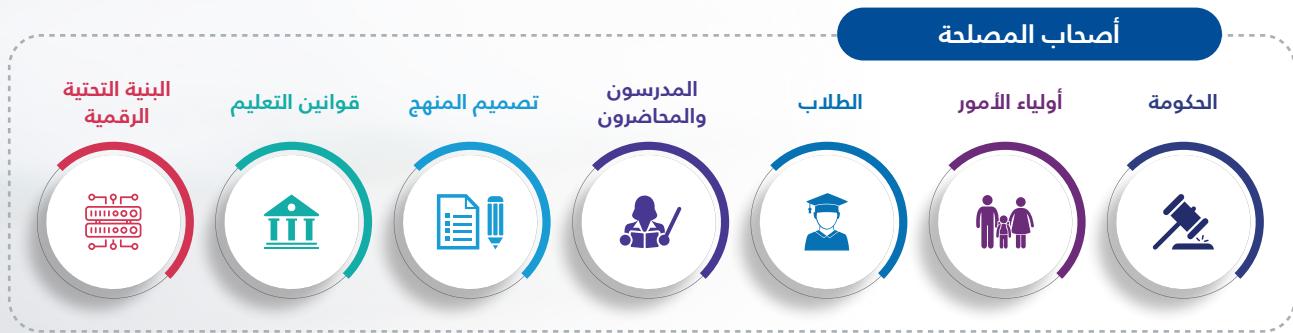 أصحاب المصلحة
الحكومة
أولياء الأمور
الطلاب
المدرسون
والمحاضرون
تصميم المنهج
قوانين التعليم
البنية التحتية
الرقمية